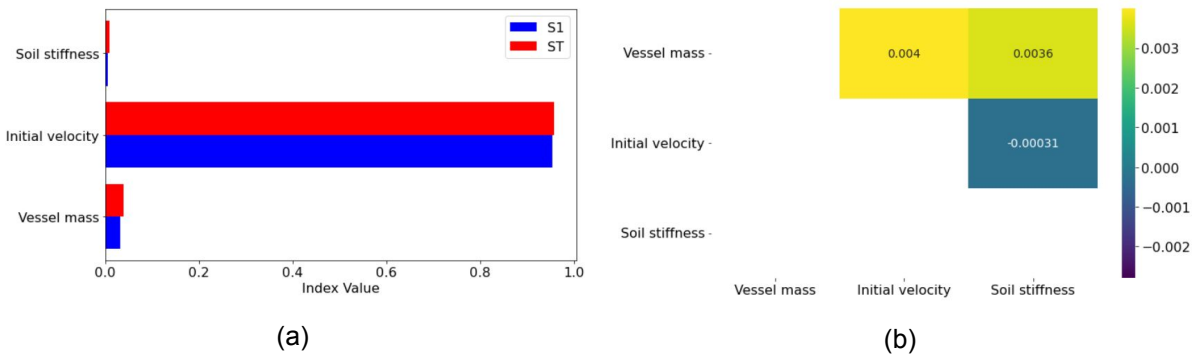 S1
ST
Soil stiffness
Initial velocity
Vessel mass
0.0 0.2 0.4 0.6 0.8 1.0
Index Value
(a)
Vessel mass
Initial velocity
Soil stiffness
0.004 0.0036
-0.00031
Vessel mass Initial velocity Soil stiffness
0.003
0.002
0.001
0.000
−0.001
−0.002
(b)